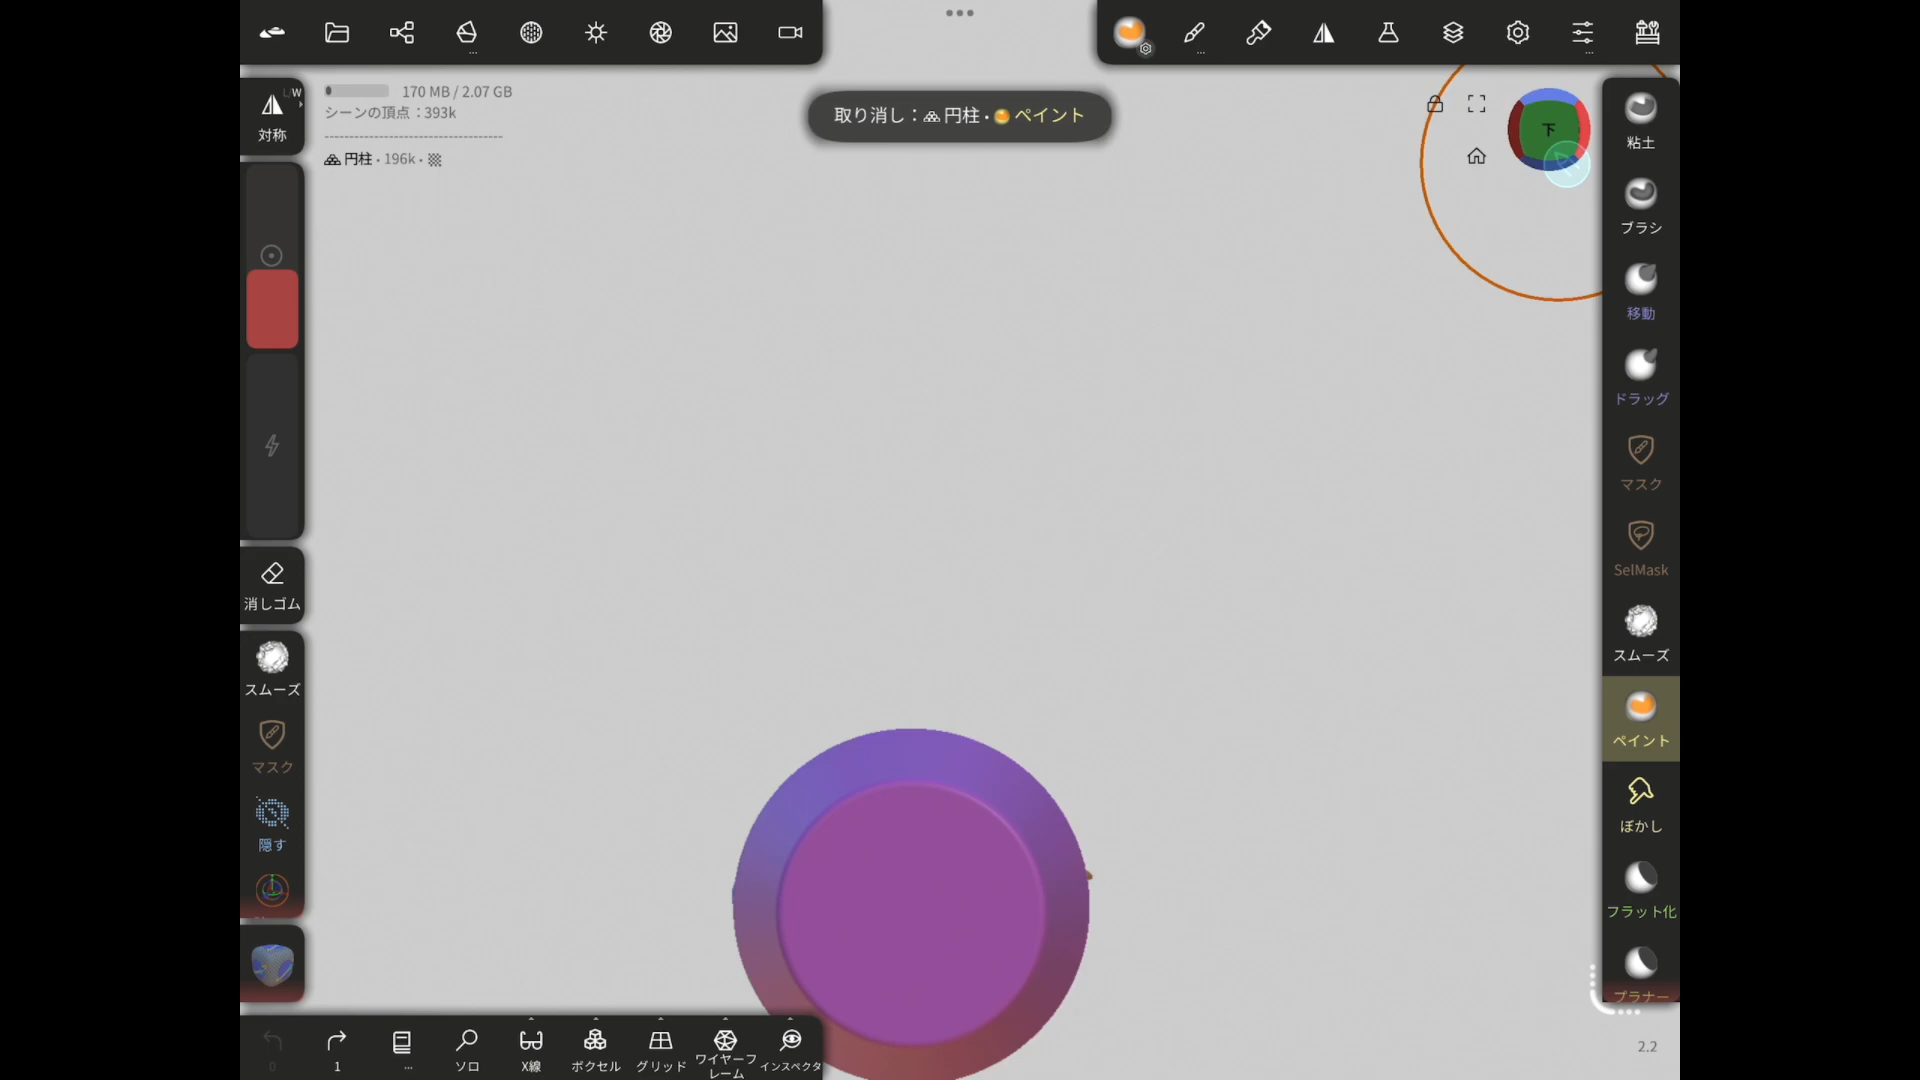 170 MB / 2.07 GB
シーンの頂点：393k
円柱・196k・
取り消し：円柱・ペイント
下
L/W
対称
消しゴム
スムーズ
マスク
隠す
粘土
ブラシ
移動
ドラッグ
マスク
SelMask
スムーズ
ペイント
ぼかし
フラット化
プラナー
0
1
...
ソロ
X線
ボクセル
グリッド
ワイヤーフ
レーム
インスペクタ
2.2